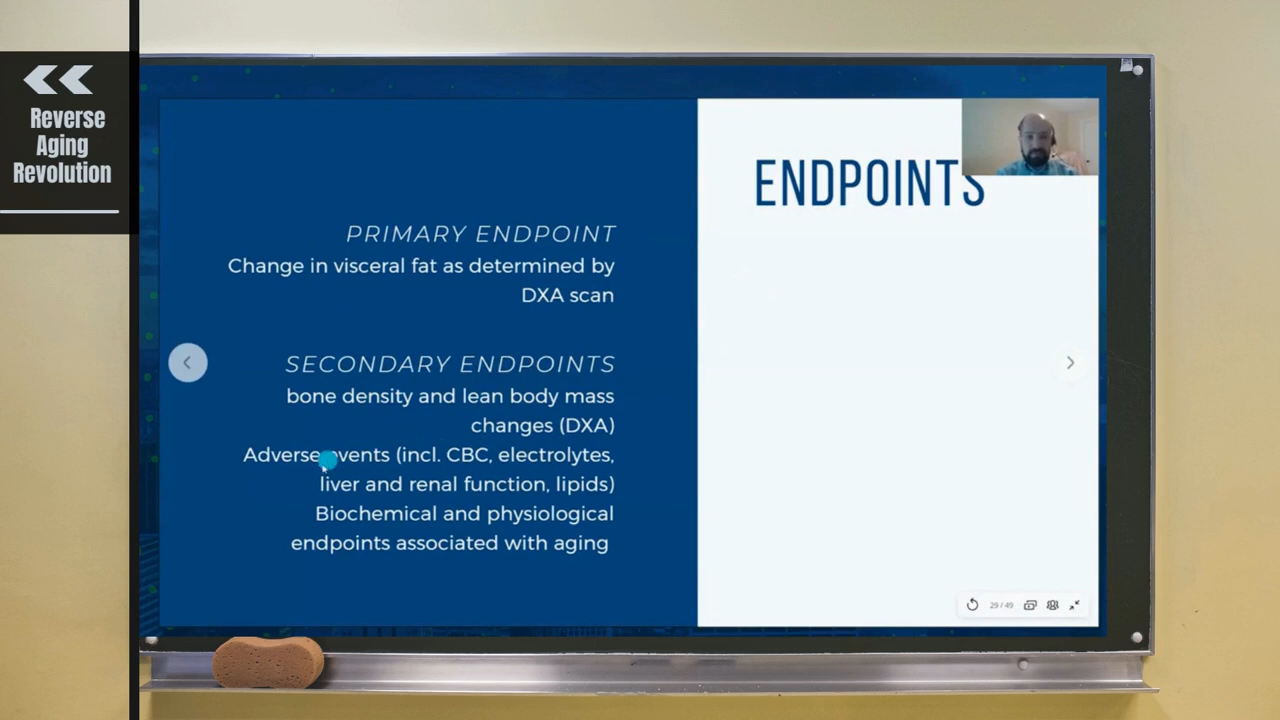 Reverse
Aging
Revolution
ENDPOINTS
PRIMARY ENDPOINT
Change in visceral fat as determined by
DXA scan
SECONDARY ENDPOINTS
bone density and lean body mass
changes (DXA)
Adverse events (incl. CBC, electrolytes,
liver and renal function, lipids)
Biochemical and physiological
endpoints associated with aging
29 / 49